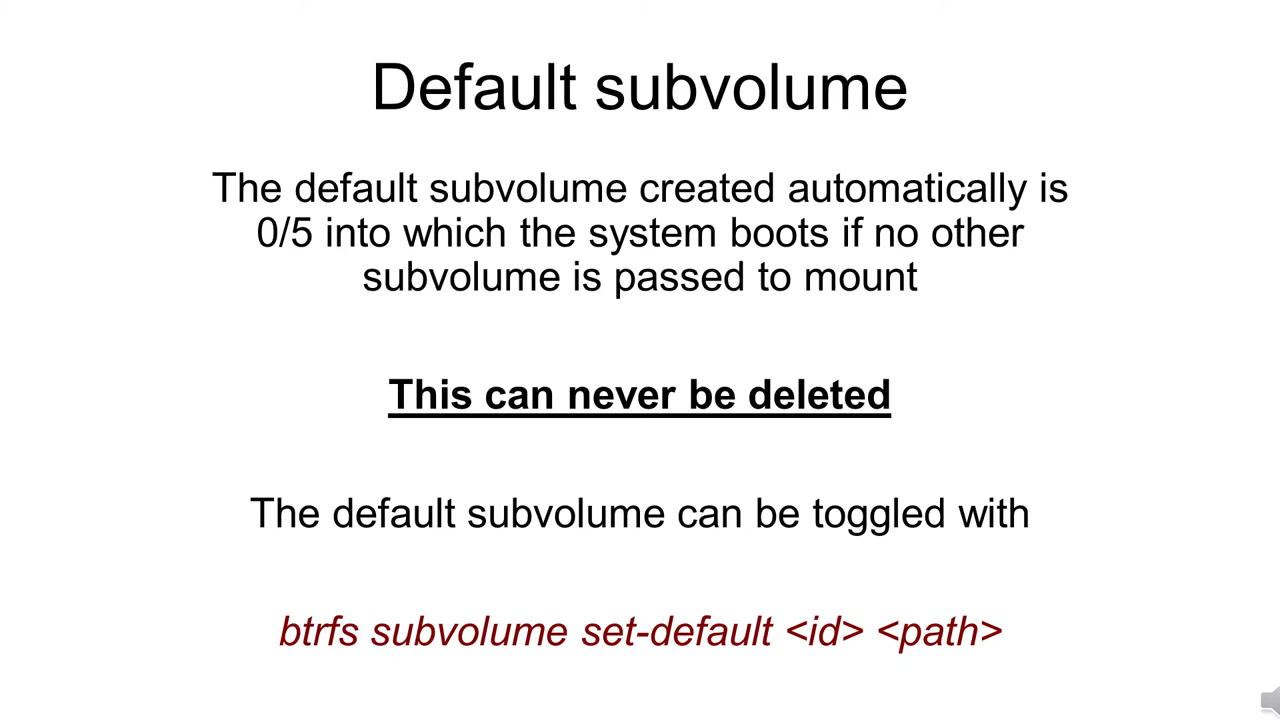 Default subvolume
The default subvolume created automatically is
0/5 into which the system boots if no other
subvolume is passed to mount
This can never be deleted
The default subvolume can be toggled with
btrfs subvolume set-default <id> <path>